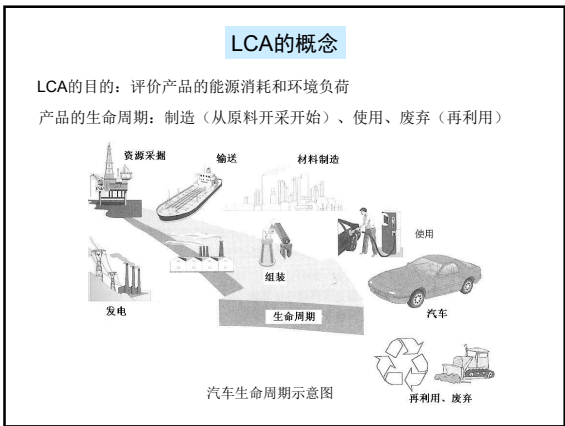 LCA的概念
LCA的目的：评价产品的能源消耗和环境负荷
产品的生命周期：制造（从原料开采开始）、使用、废弃（再利用）
资源采掘
输送
材料制造
使用
组装
发电
生命周期
汽车
汽车生命周期示意图
再利用、废弃